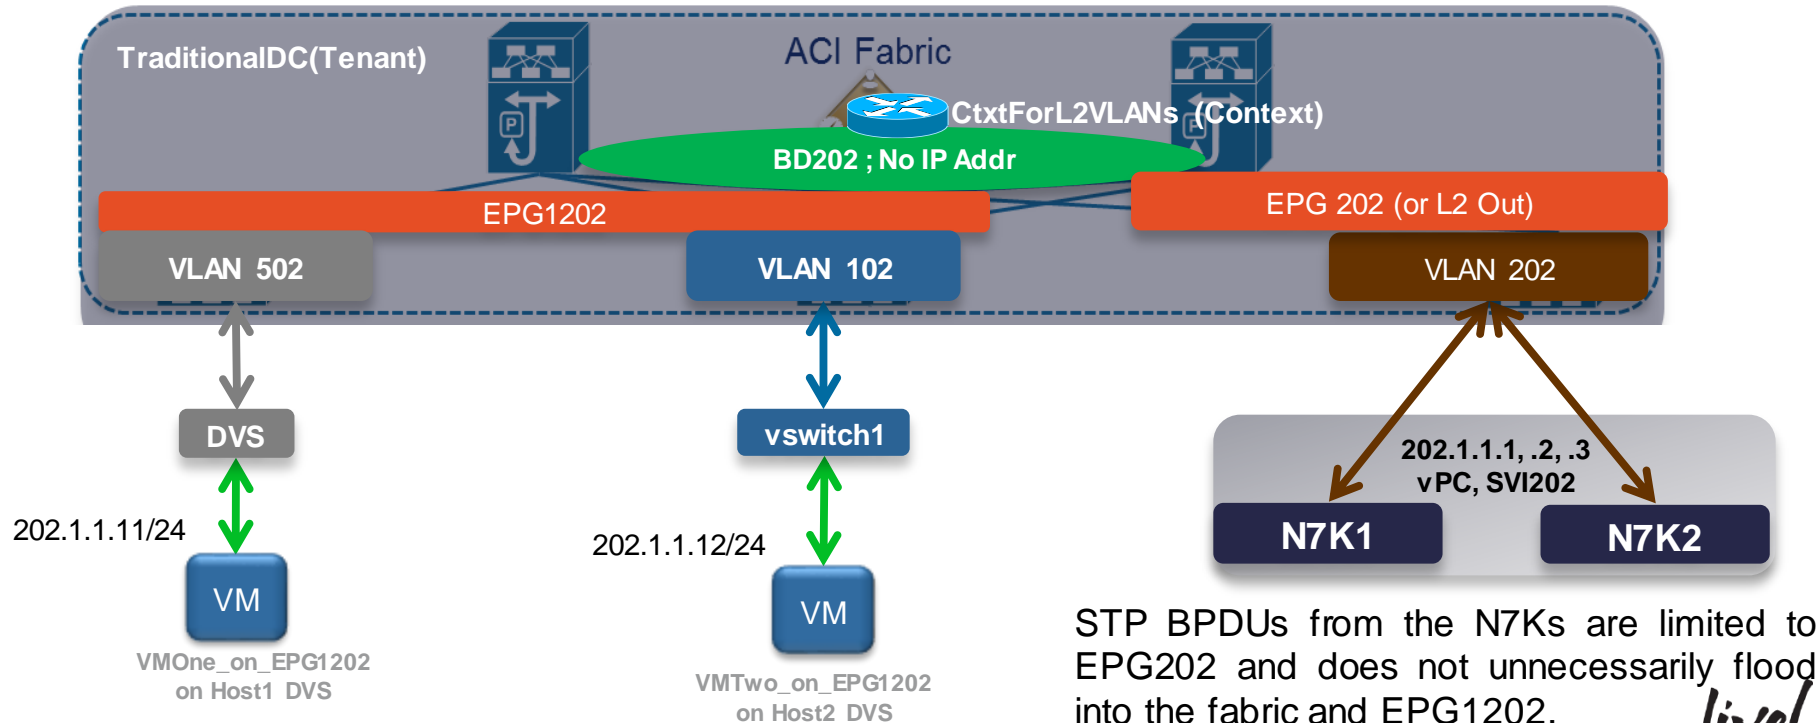 TraditionalDC(Tenant)
ACI Fabric
CtxtForL2VLANs (Context)
BD202 ; No IP Addr
EPG1202
EPG 202 (or L2 Out)
VLAN 502
VLAN 102
VLAN 202
DVS
vswitch1
202.1.1.1, .2, .3
vPC, SVI202
N7K1
N7K2
202.1.1.11/24
202.1.1.12/24
VM
VM
VMOne_on_EPG1202
on Host1 DVS
VMTwo_on_EPG1202
on Host2 DVS
STP BPDUs from the N7Ks are limited to
EPG202 and does not unnecessarily flood
into the fabric and EPG1202.
P
P